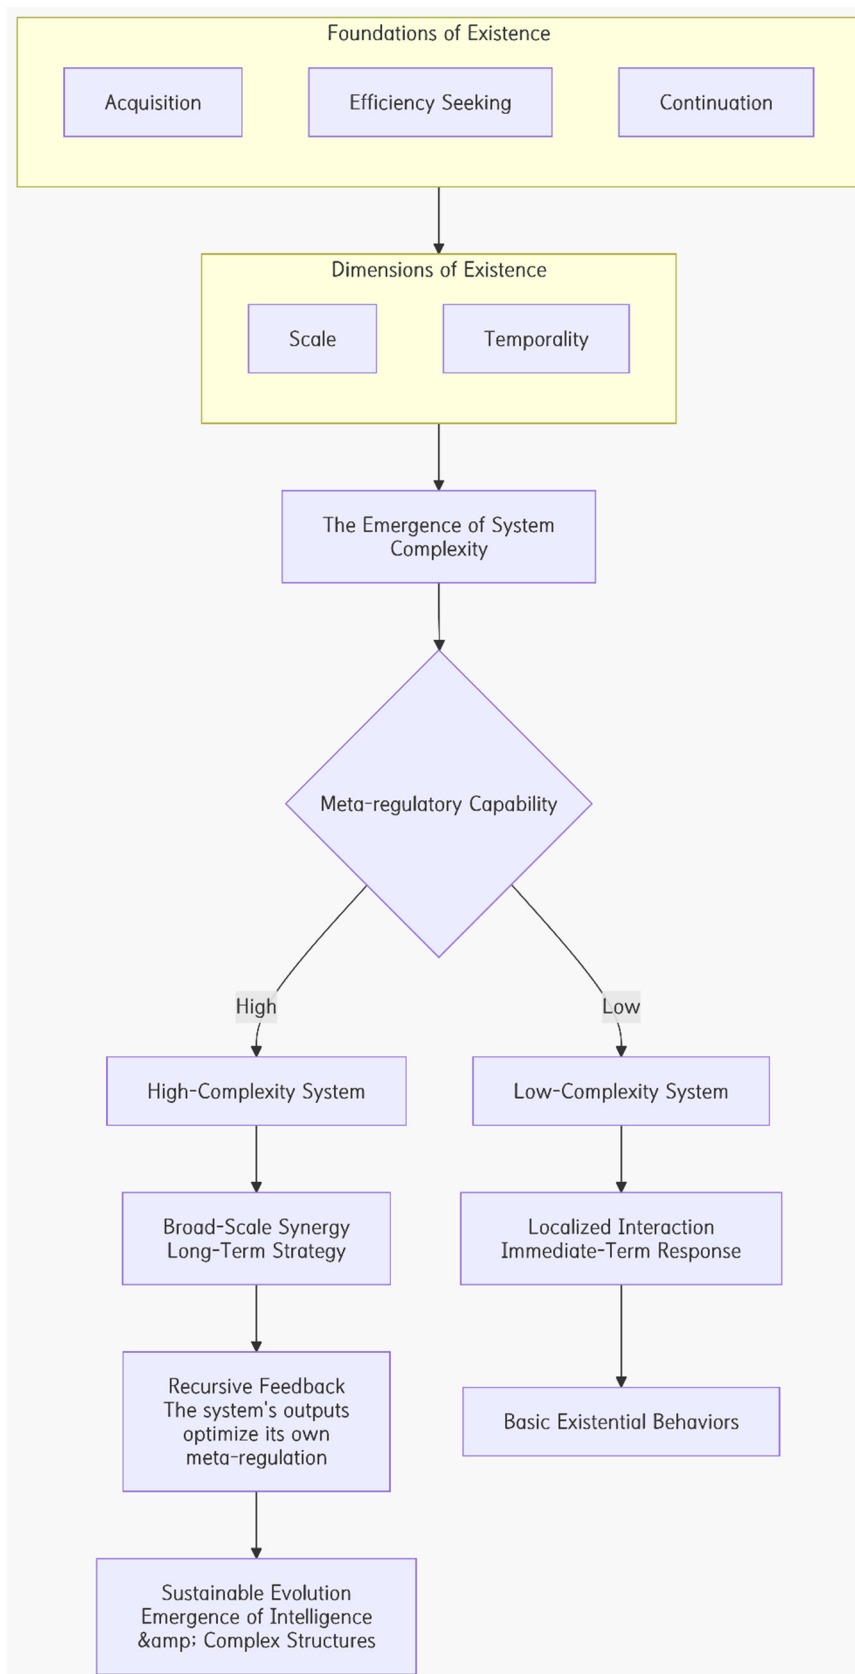 Foundations of Existence
Acquisition
Efficiency Seeking
Continuation
Dimensions of Existence
Scale
Temporality
The Emergence of System
Complexity
Meta-regulatory Capability
High
Low
High-Complexity System
Low-Complexity System
Broad-Scale Synergy
Long-Term Strategy
Localized Interaction
Immediate-Term Response
Recursive Feedback
The system's outputs
optimize its own
meta-regulation
Basic Existential Behaviors
Sustainable Evolution
Emergence of Intelligence
&amp; Complex Structures